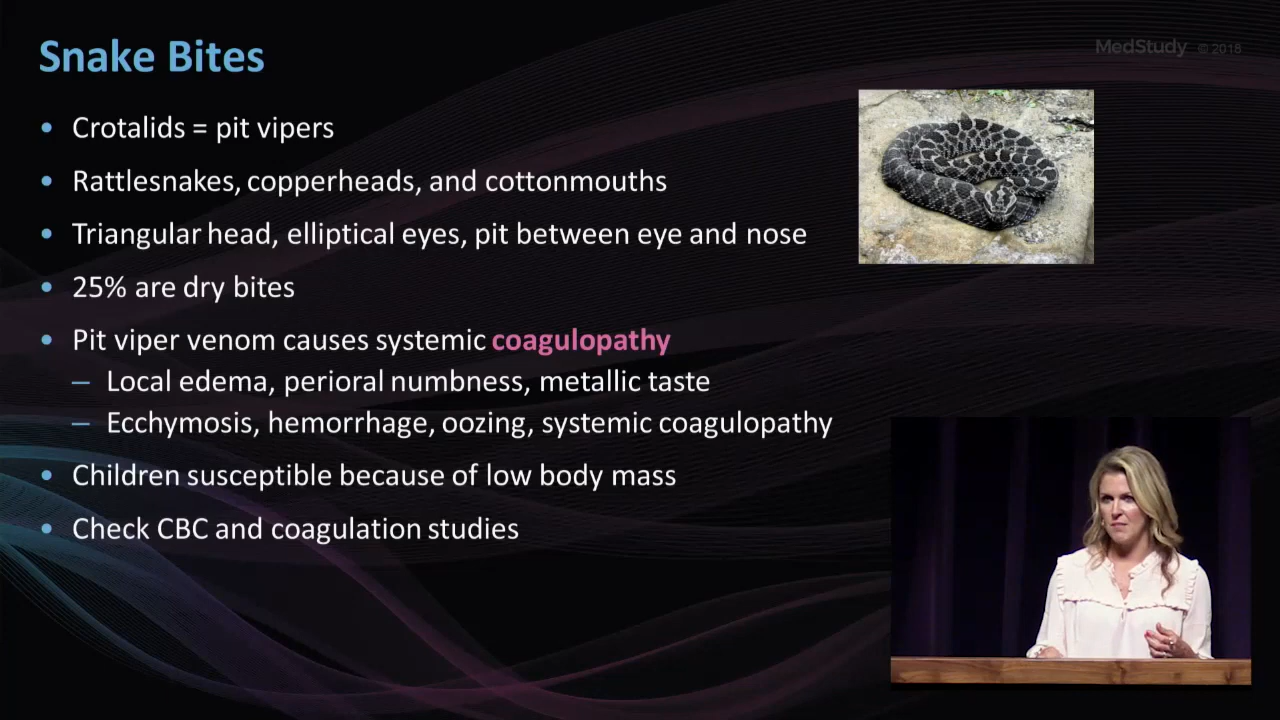 Snake Bites
MedStudy © 2018
• Crotalids = pit vipers
• Rattlesnakes, copperheads, and cottonmouths
• Triangular head, elliptical eyes, pit between eye and nose
• 25% are dry bites
• Pit viper venom causes systemic coagulopathy
– Local edema, perioral numbness, metallic taste
– Ecchymosis, hemorrhage, oozing, systemic coagulopathy
• Children susceptible because of low body mass
• Check CBC and coagulation studies